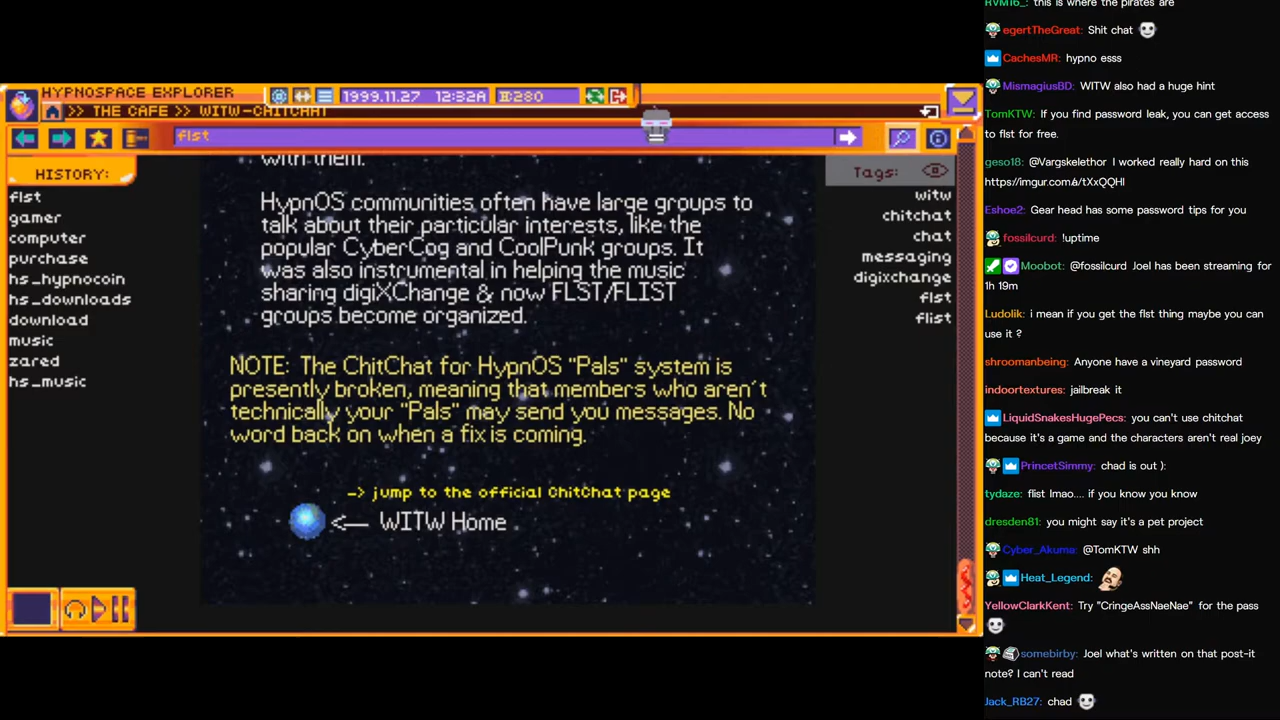 HYPNOSPACE EXPLORER
1999.11.27 12:32A
280
>> THE CAFE >> WITW-CHITCHAT
flst
HISTORY:
flst
gamer
computer
purchase
hs_hypnocoin
hs_downloads
download
music
zared
hs_music
with them.
HypnOS communities often have large groups to
talk about their particular interests, like the
popular CyberCog and CoolPunk groups. It
was also instrumental in helping the music
sharing digiXChange & now FLST/FLIST
groups become organized.
NOTE: The ChitChat for HypnOS "Pals" system is
presently broken, meaning that members who aren't
technically your "Pals" may send you messages. No
word back on when a fix is coming.
-> jump to the official ChitChat page
<-- WITW Home
Tags:
witw
chitchat
chat
messaging
digixchange
flst
flist
RVM16_: this is where the pirates are
egertTheGreat: Shit chat
CachesMR: hypno esss
MismagiusBD: WITW also had a huge hint
TomKTW: If you find password leak, you can get access
to flst for free.
geso18: @Vargskelethor I worked really hard on this
https://imgur.com/a/tXxQQHl
Eshoe2: Gear head has some password tips for you
fossilcurd: !uptime
Moobot: @fossilcurd Joel has been streaming for
1h 19m
Ludolik: i mean if you get the flst thing maybe you can
use it ?
shroomanbeing: Anyone have a vineyard password
indoortextures: jailbreak it
LiquidSnakesHugePecs: you can't use chitchat
because it's a game and the characters aren't real joey
PrincetSimmy: chad is out ):
tydaze: flist lmao.... if you know you know
dresden81: you might say it's a pet project
Cyber_Akuma: @TomKTW shh
Heat_Legend:
YellowClarkKent: Try "CringeAssNaeNae" for the pass
somebirby: Joel what's written on that post-it
note? I can't read
Jack_RB27: chad